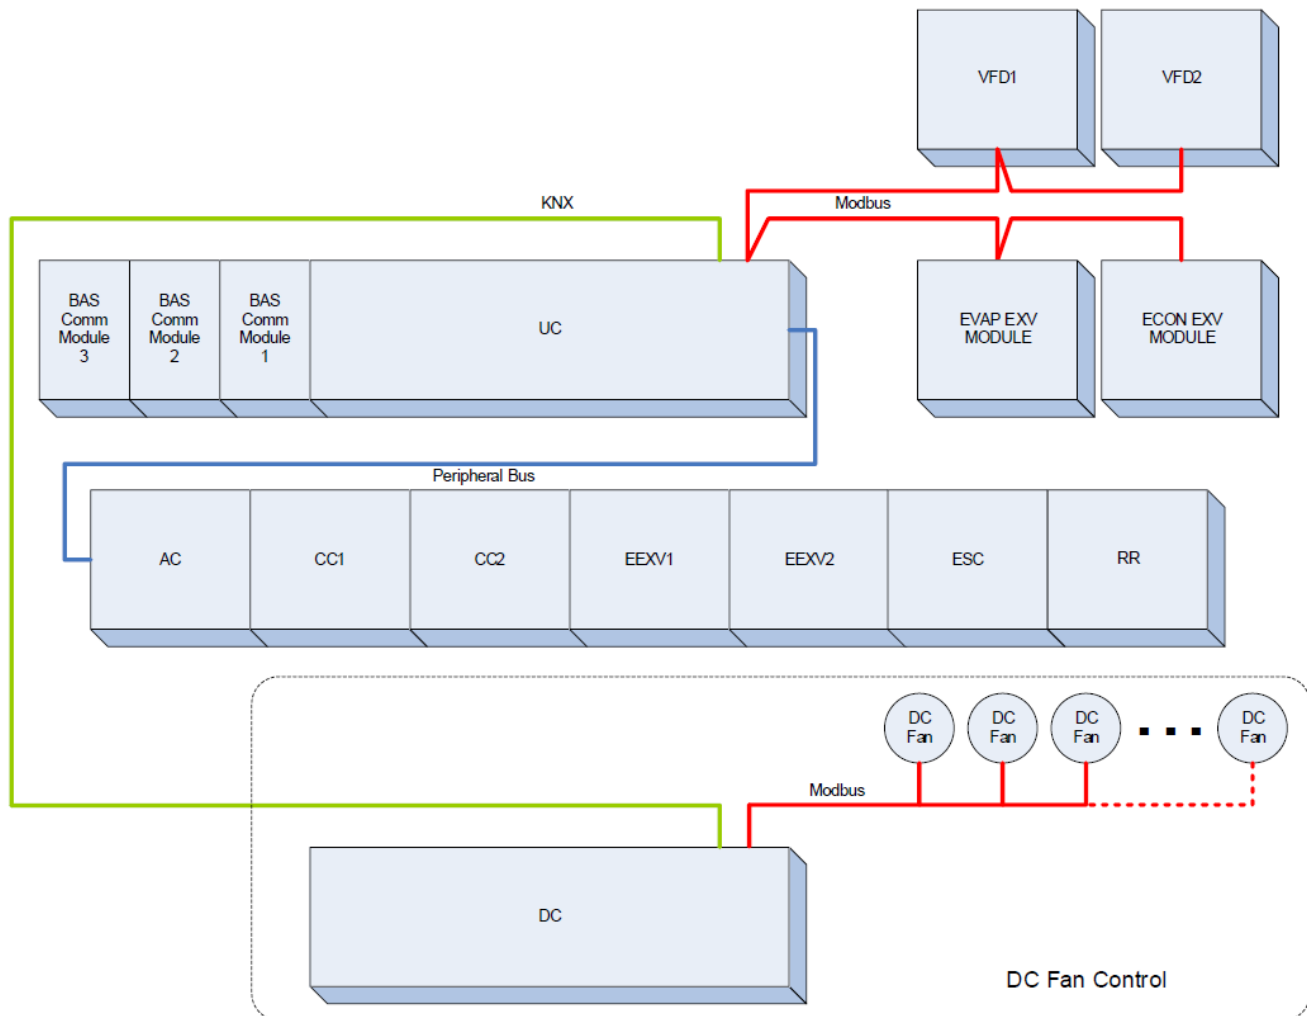 VFD1
VFD2
KNX
Modbus
BAS
Comm
Module
3
BAS
Comm
Module
2
BAS
Comm
Module
1
UC
EVAP EXV
MODULE
ECON EXV
MODULE
Peripheral Bus
AC
CC1
CC2
EEXV1
EEXV2
ESC
RR
DC
Fan
DC
Fan
DC
Fan
DC
Fan
Modbus
DC
DC Fan Control